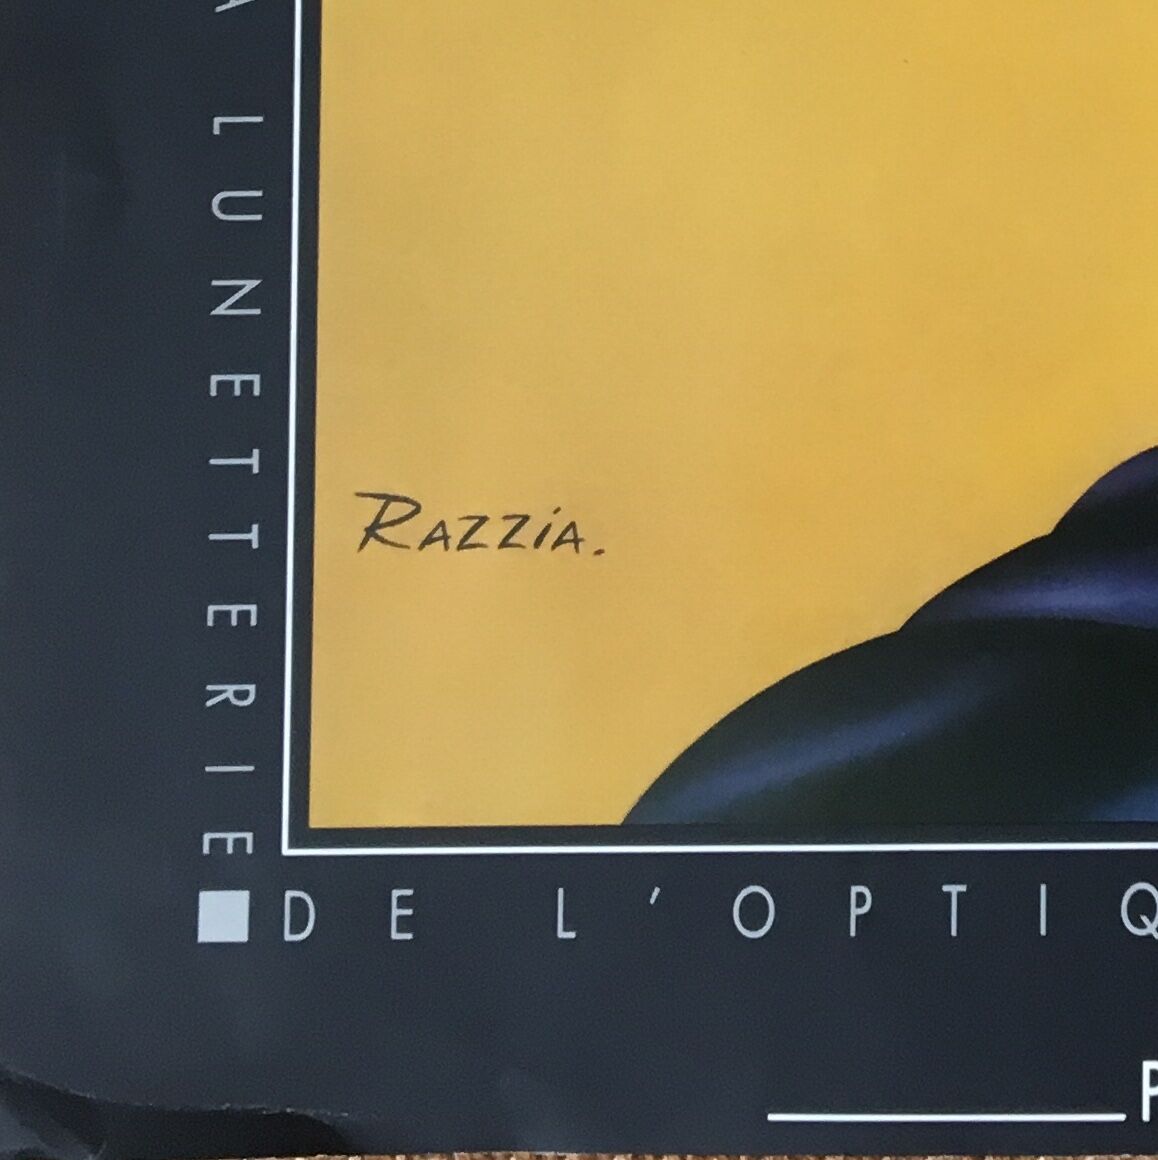 LUNETTERIE
RAZZiA.
DE L'OPTIQ